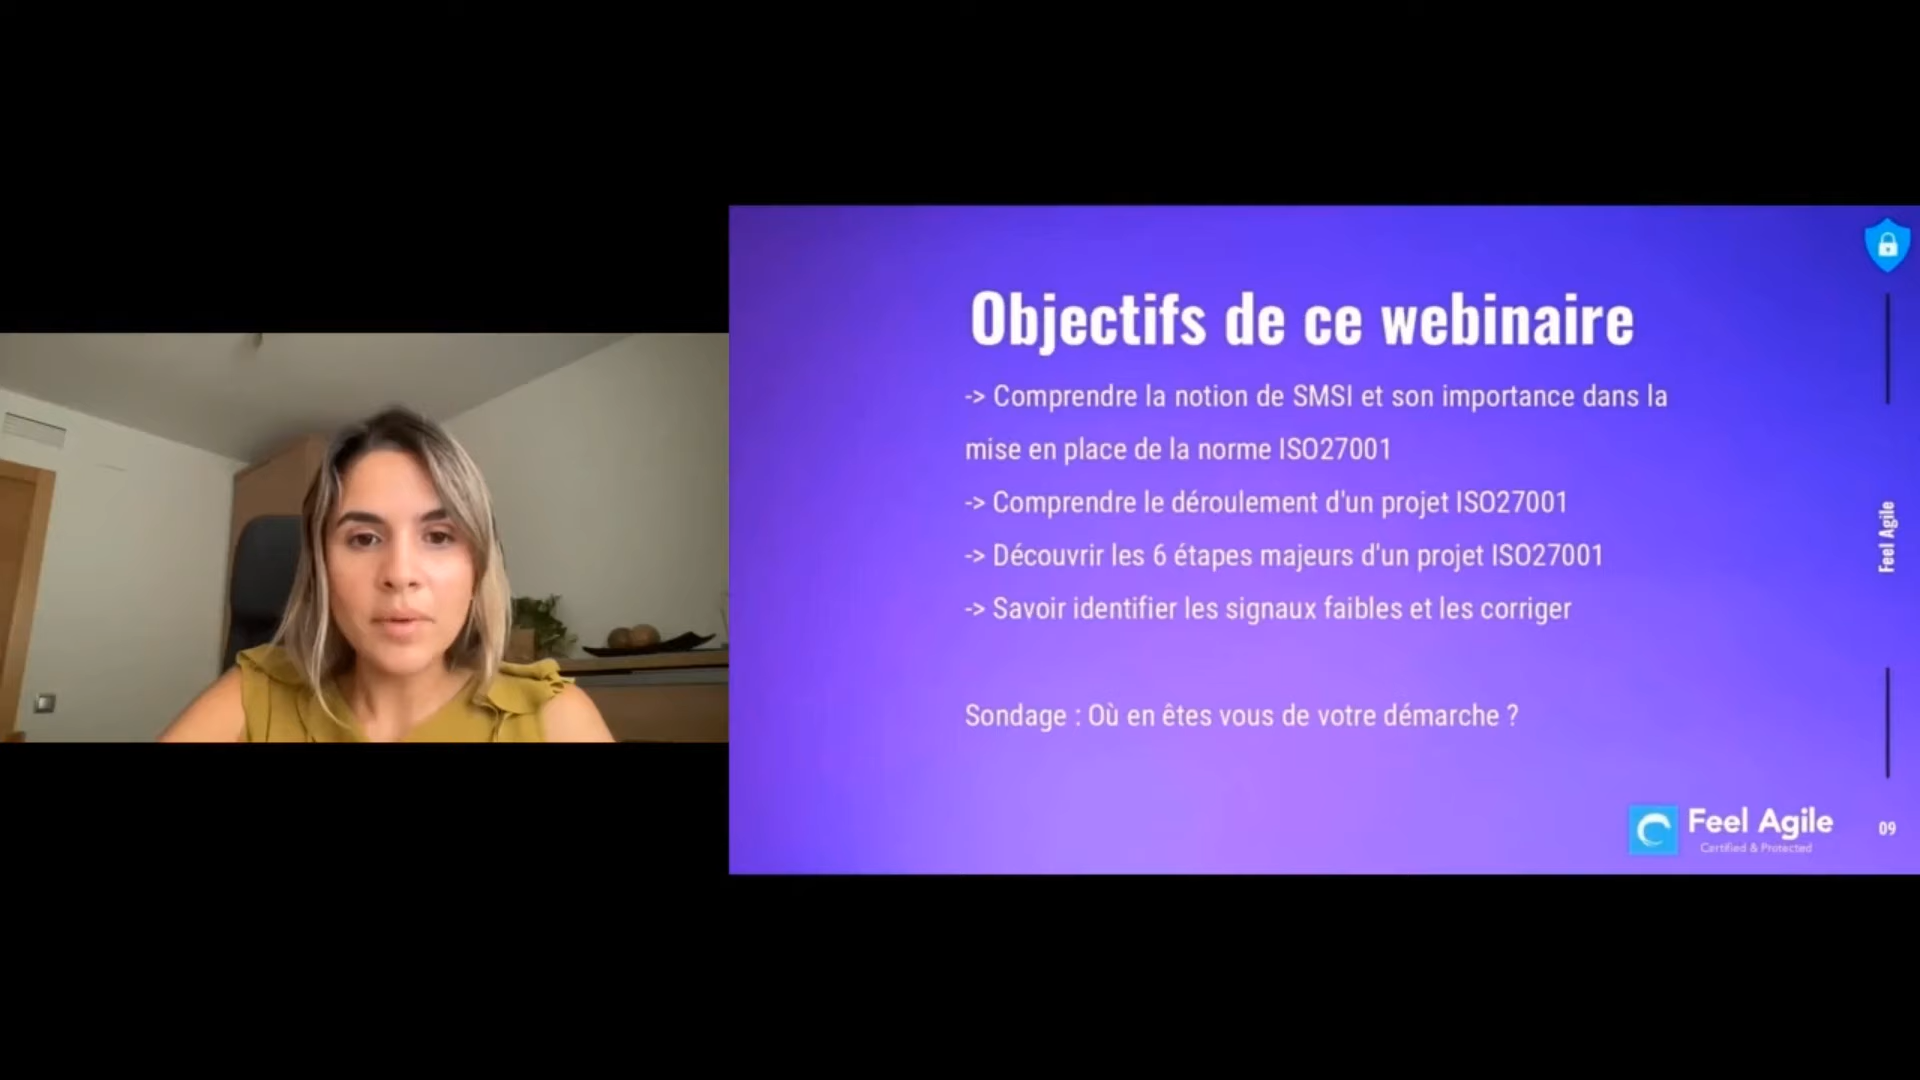 Objectifs de ce webinaire
-> Comprendre la notion de SMSI et son importance dans la
mise en place de la norme ISO27001
-> Comprendre le déroulement d'un projet ISO27001
-> Découvrir les 6 étapes majeurs d'un projet ISO27001
-> Savoir identifier les signaux faibles et les corriger
Sondage : Où en êtes vous de votre démarche ?
Feel Agile
Feel Agile
Certified & Protected
09